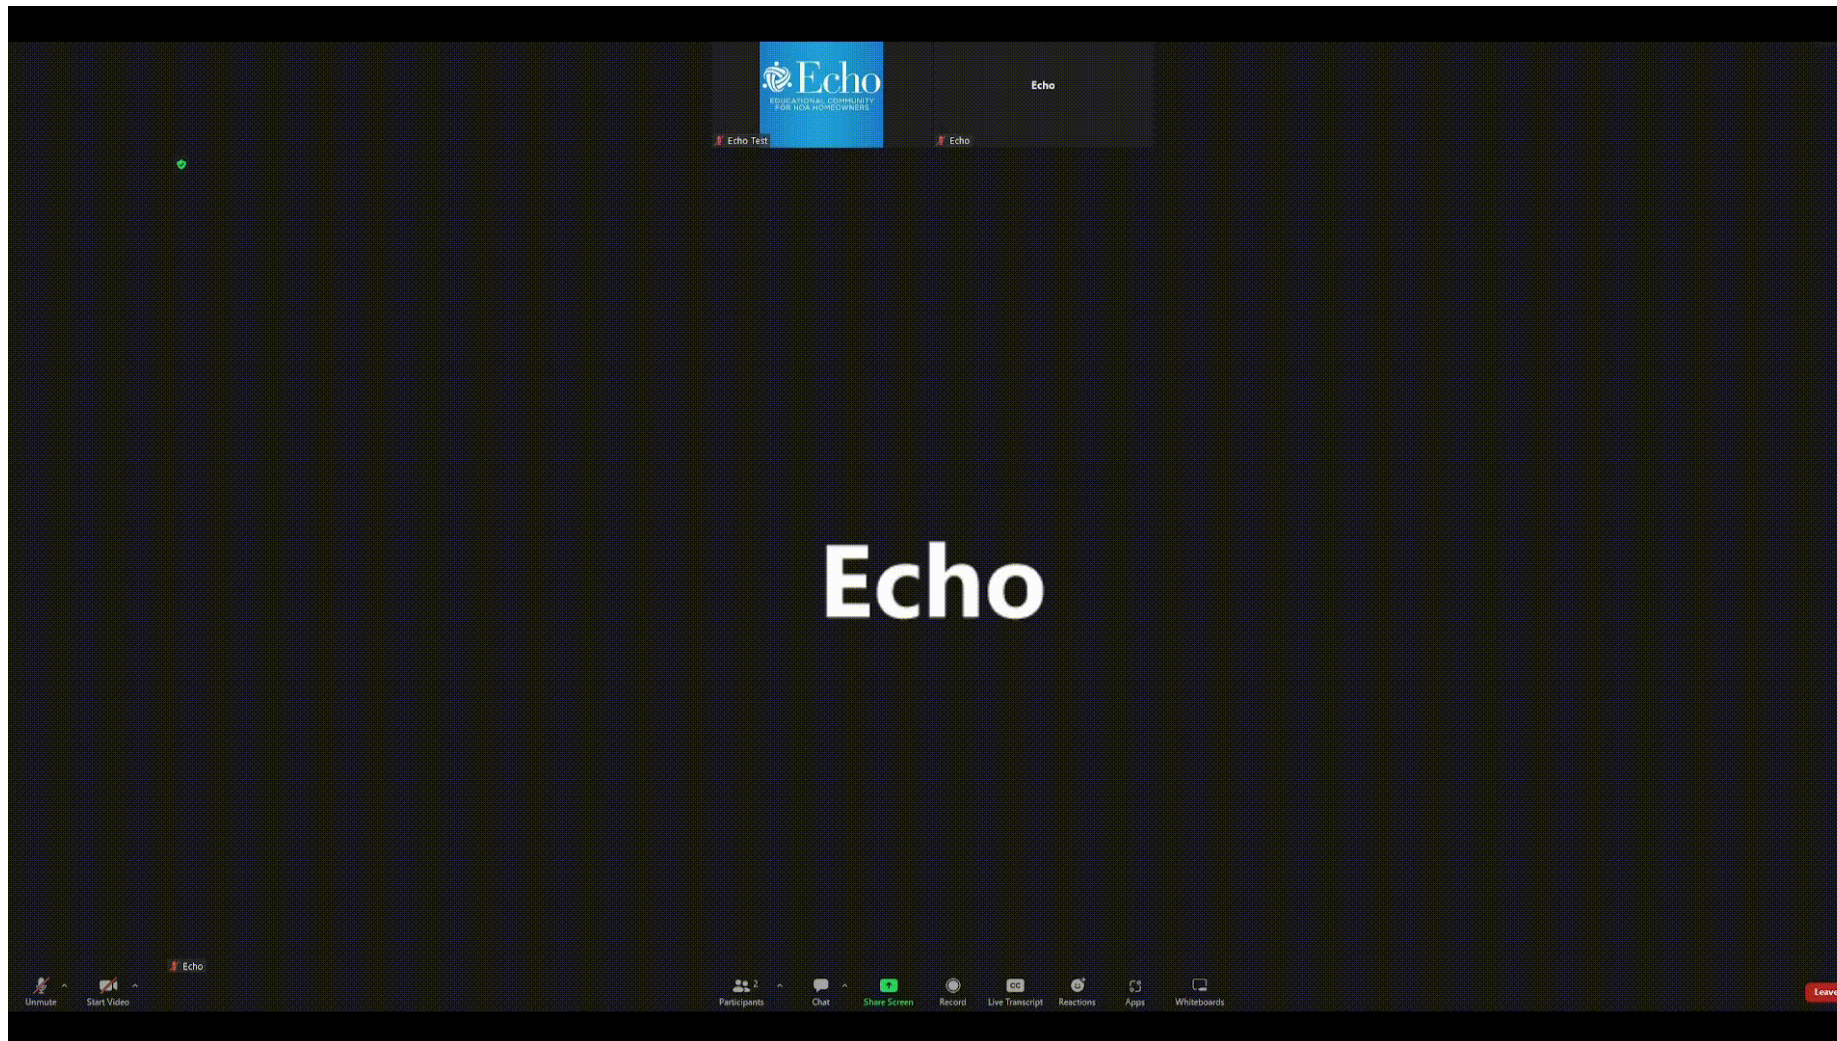 Echo
EDUCATIONAL COMMUNITY
FOR HOA HOMEOWNERS
Echo Test
Echo
Echo
Echo
Echo
Unmute
Start Video
2
Participants
Chat
Share Screen
Record
CC
Live Transcript
Reactions
Apps
Whiteboards
Leave